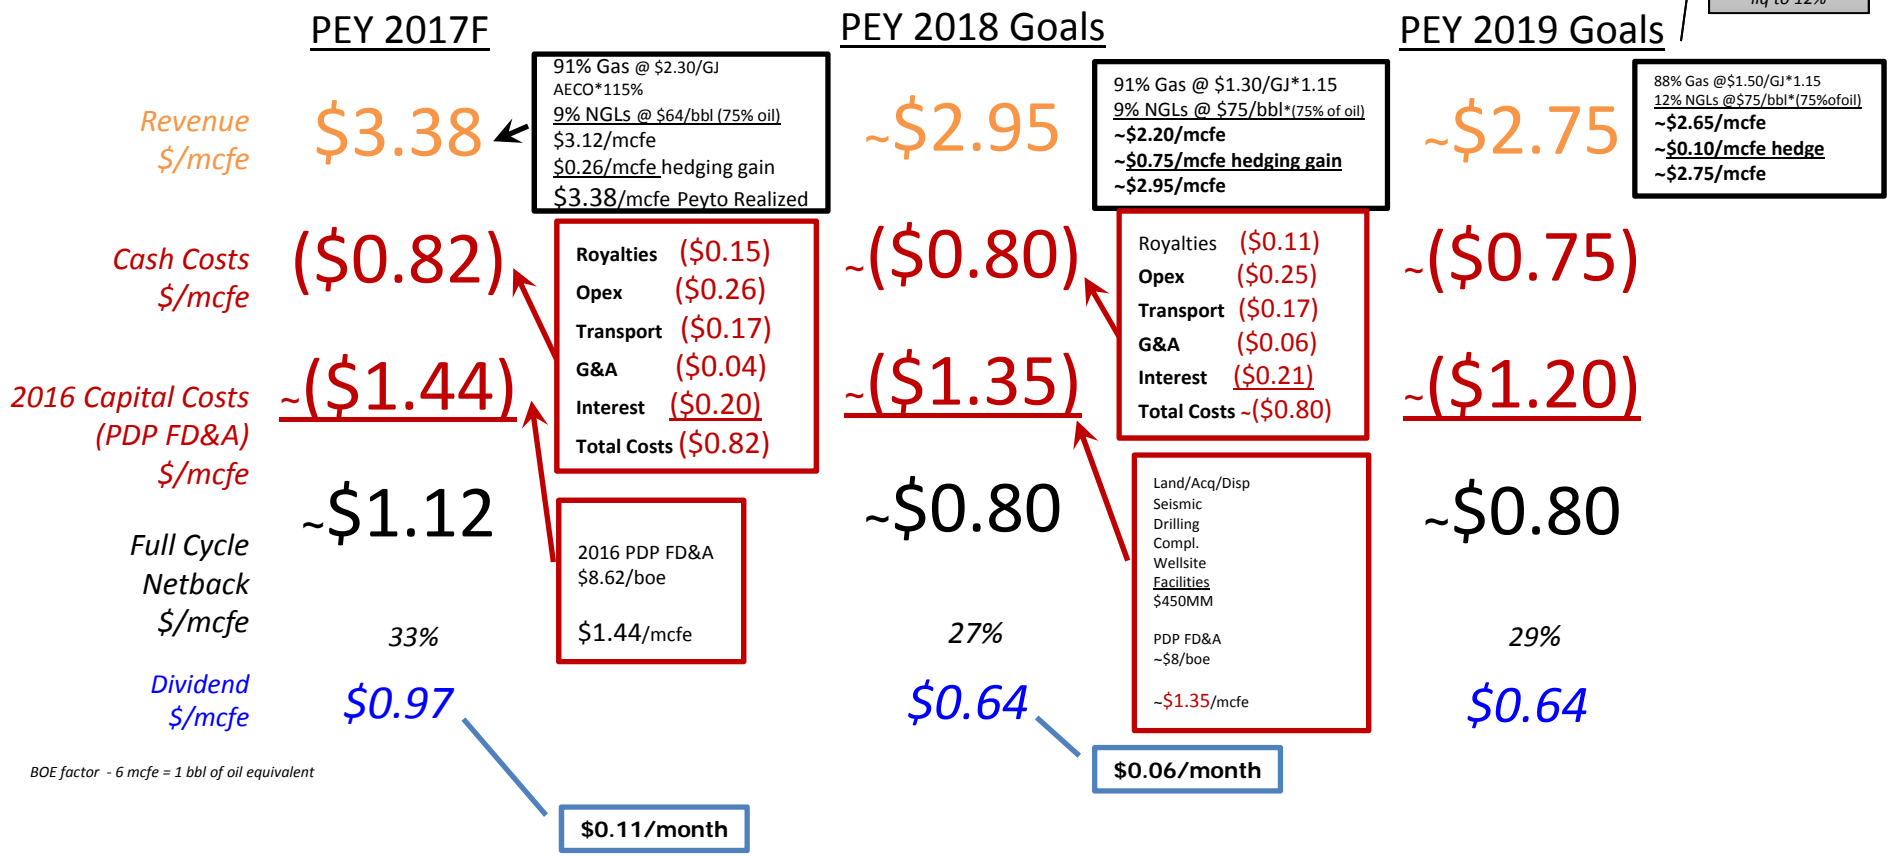 liq to 12%
PEY 2017F
PEY 2018 Goals
PEY 2019 Goals
Revenue
$/mcfe
$3.38
91% Gas @ $2.30/GJ
AECO*115%
9% NGLs @ $64/bbl (75% oil)
$3.12/mcfe
$0.26/mcfe hedging gain
$3.38/mcfe Peyto Realized
~$2.95
91% Gas @ $1.30/GJ*1.15
9% NGLs @ $75/bbl*(75% of oil)
~$2.20/mcfe
~$0.75/mcfe hedging gain
~$2.95/mcfe
~$2.75
88% Gas @$1.50/GJ*1.15
12% NGLs @$75/bbl*(75%ofoil)
~$2.65/mcfe
~$0.10/mcfe hedge
~$2.75/mcfe
Cash Costs
$/mcfe
($0.82)
Royalties ($0.15)
Opex ($0.26)
Transport ($0.17)
G&A ($0.04)
Interest ($0.20)
Total Costs ($0.82)
~($0.80)
Royalties ($0.11)
Opex ($0.25)
Transport ($0.17)
G&A ($0.06)
Interest ($0.21)
Total Costs ~($0.80)
~($0.75)
2016 Capital Costs
(PDP FD&A)
$/mcfe
~($1.44)
2016 PDP FD&A
$8.62/boe
$1.44/mcfe
~($1.35)
Land/Acq/Disp
Seismic
Drilling
Compl.
Wellsite
Facilities
$450MM
PDP FD&A
~$8/boe
~$1.35/mcfe
~($1.20)
Full Cycle
Netback
$/mcfe
~$1.12
~$0.80
~$0.80
33%
27%
29%
Dividend
$/mcfe
$0.97
$0.64
$0.64
$0.06/month
BOE factor - 6 mcfe = 1 bbl of oil equivalent
$0.11/month